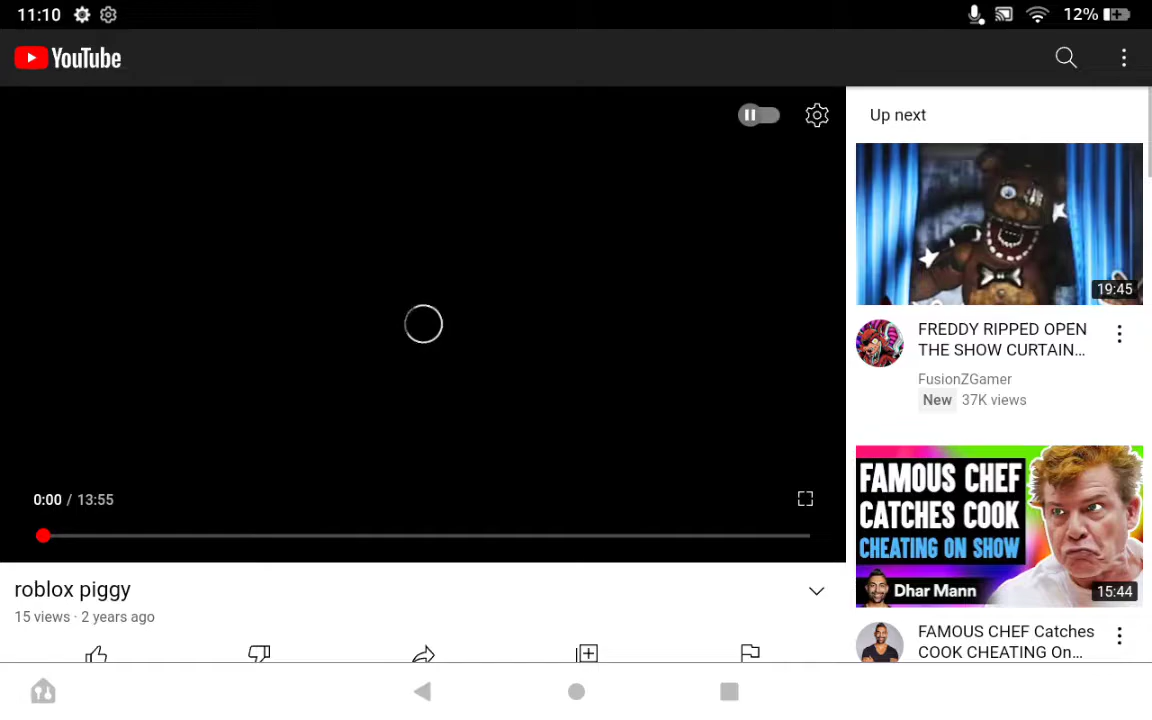 11:10
12%
YouTube
Up next
19:45
FREDDY RIPPED OPEN
THE SHOW CURTAIN...
FusionZGamer
New 37K views
0:00 / 13:55
FAMOUS CHEF
CATCHES COOK
CHEATING ON SHOW
Dhar Mann
15:44
roblox piggy
15 views · 2 years ago
FAMOUS CHEF Catches
COOK CHEATING On...